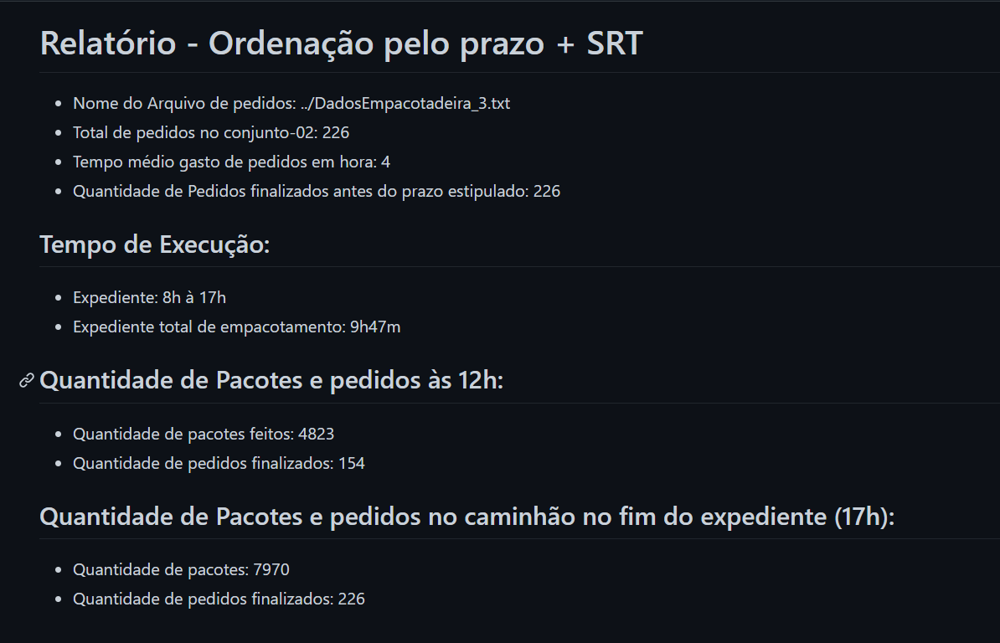 Relatório - Ordenação pelo prazo + SRT
Nome do Arquivo de pedidos: ../DadosEmpacotadeira_3.txt
Total de pedidos no conjunto-02: 226
Tempo médio gasto de pedidos em hora: 4
Quantidade de Pedidos finalizados antes do prazo estipulado: 226
Tempo de Execução:
Expediente: 8h à 17h
Expediente total de empacotamento: 9h47m
Quantidade de Pacotes e pedidos às 12h:
Quantidade de pacotes feitos: 4823
Quantidade de pedidos finalizados: 154
Quantidade de Pacotes e pedidos no caminhão no fim do expediente (17h):
Quantidade de pacotes: 7970
Quantidade de pedidos finalizados: 226